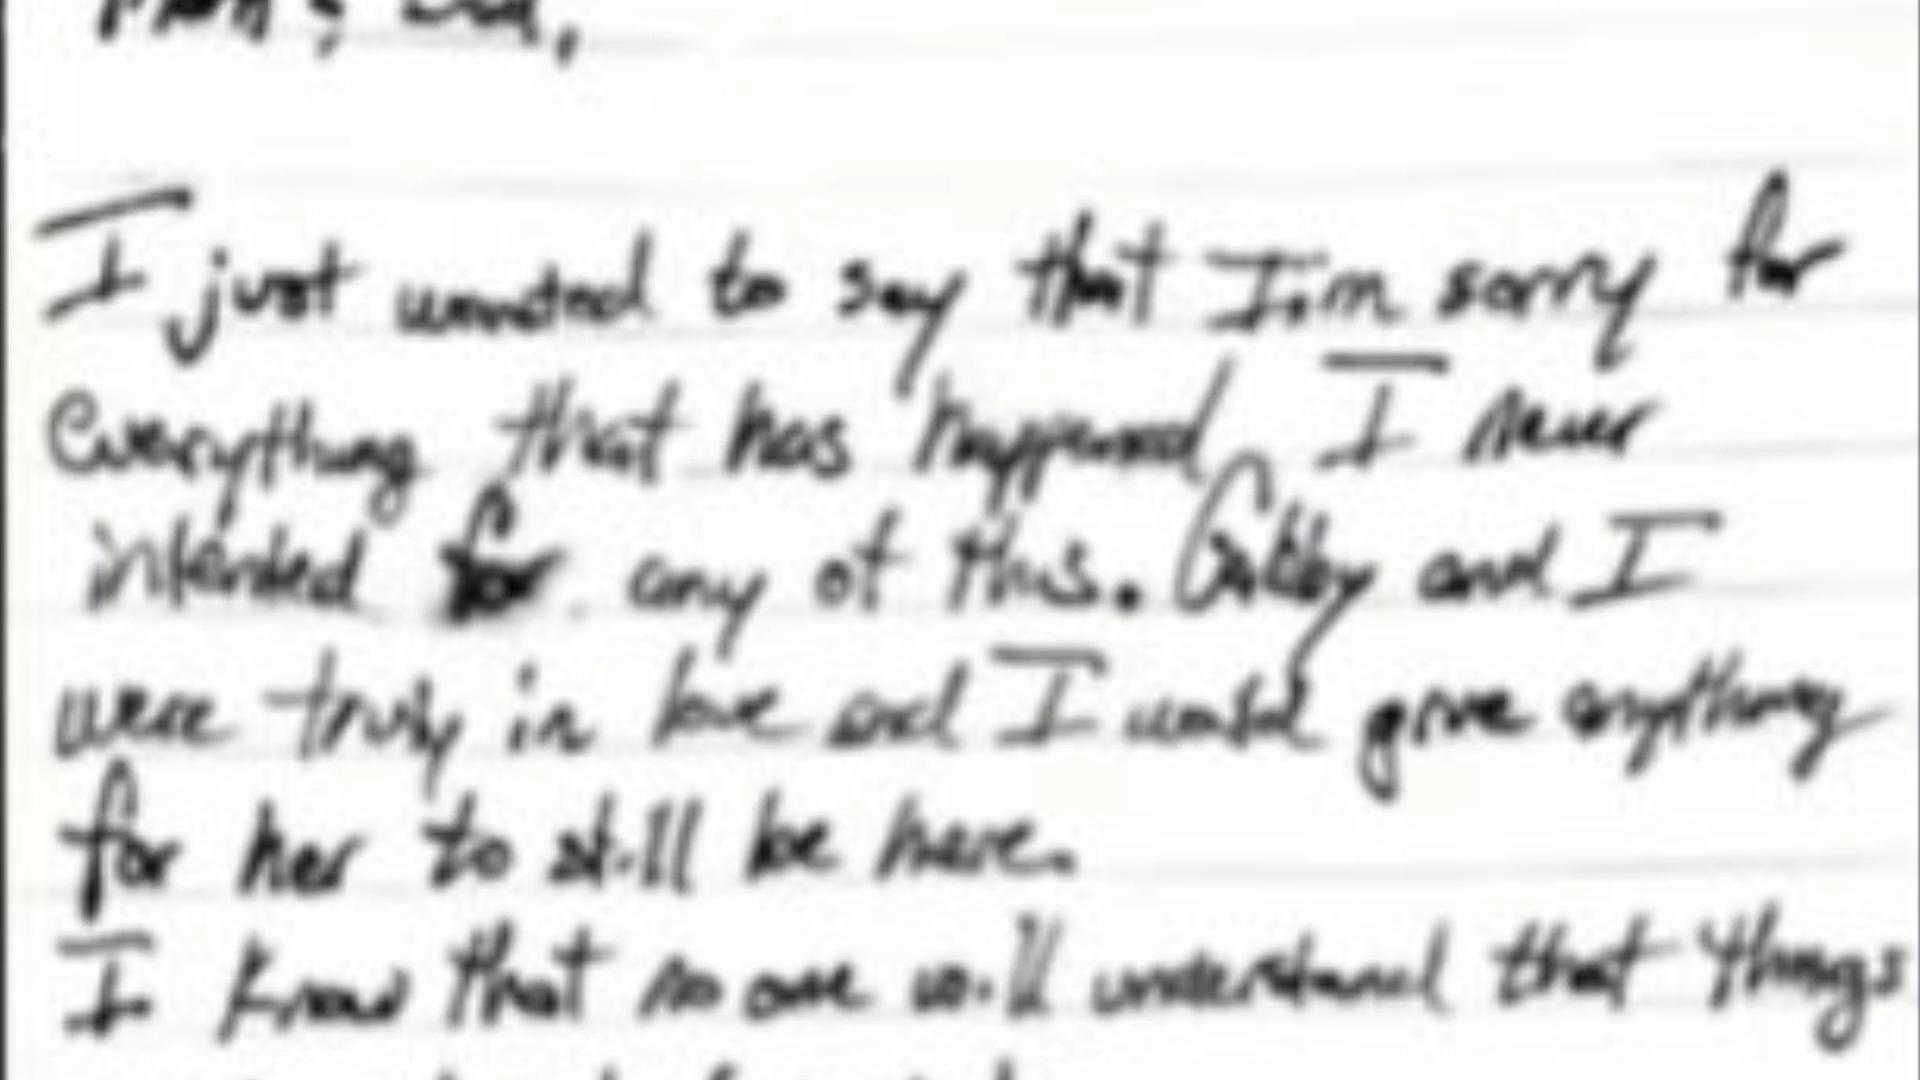 I just wanted to say that I'm sorry for
everything that has happened, I never
intended for any of this. Gabby and I
were truly in love and I would give anything
for her to still be here.
I know that no one will understand that things